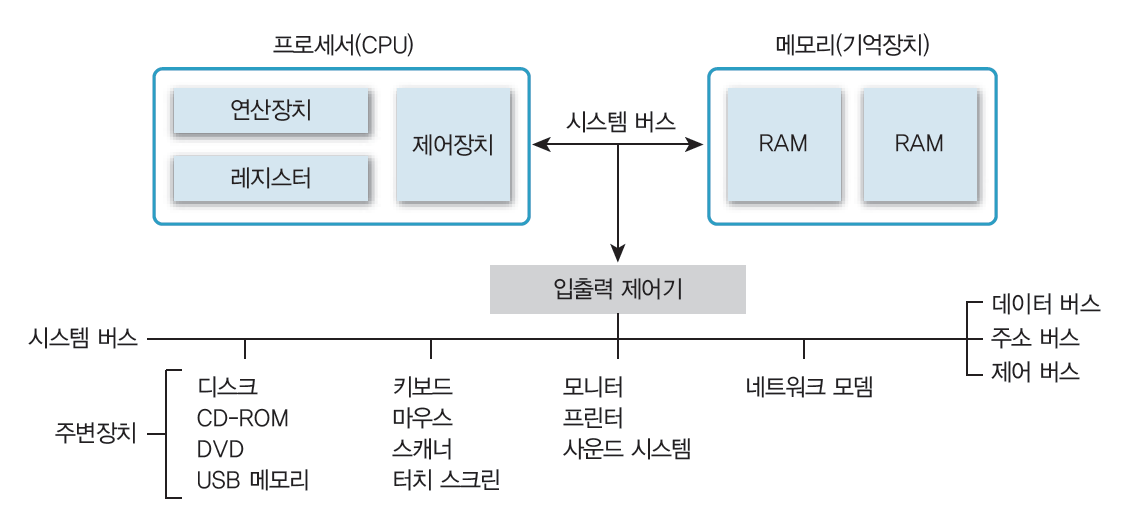 프로세서(CPU)
메모리(기억장치)
연산장치
레지스터
제어장치
시스템 버스
RAM
RAM
입출력 제어기
시스템 버스
데이터 버스
주소 버스
제어 버스
주변장치
디스크
CD-ROM
DVD
USB 메모리
키보드
마우스
스캐너
터치 스크린
모니터
프린터
사운드 시스템
네트워크 모뎀